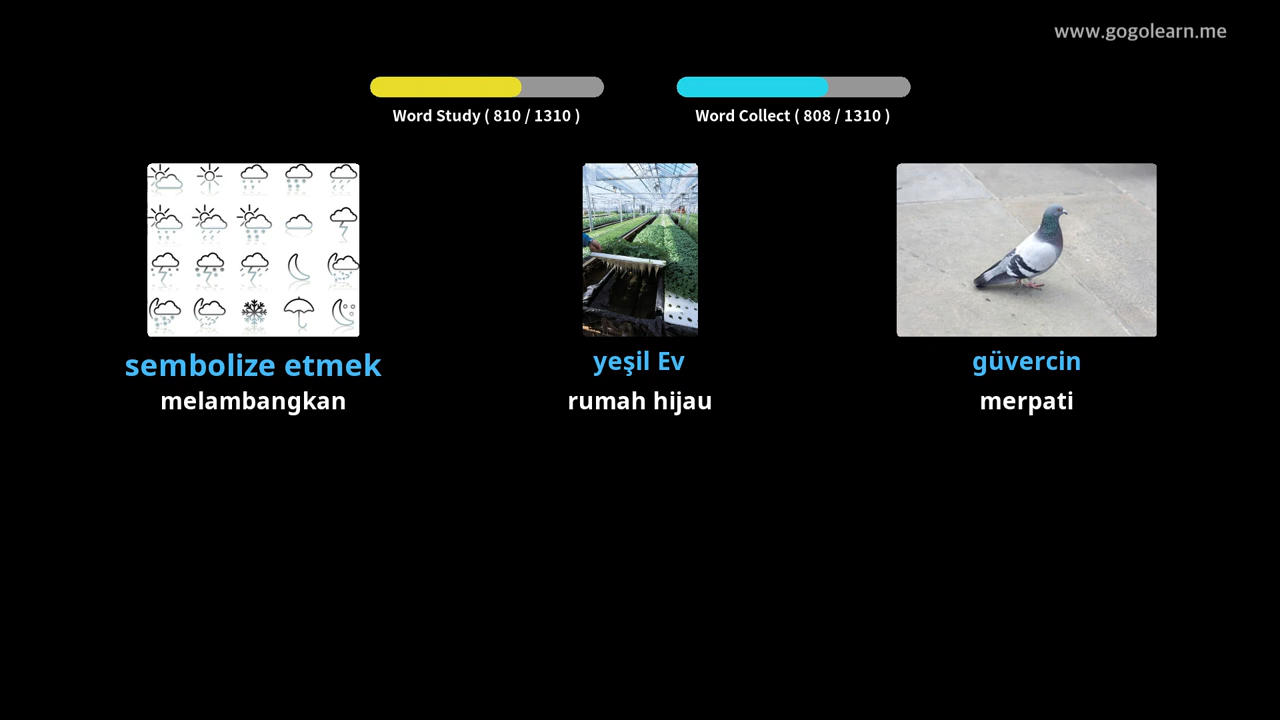 www.gogolearn.me
Word Study ( 810 / 1310 )
Word Collect ( 808 / 1310 )
sembolize etmek
melambangkan
yeşil Ev
rumah hijau
güvercin
merpati